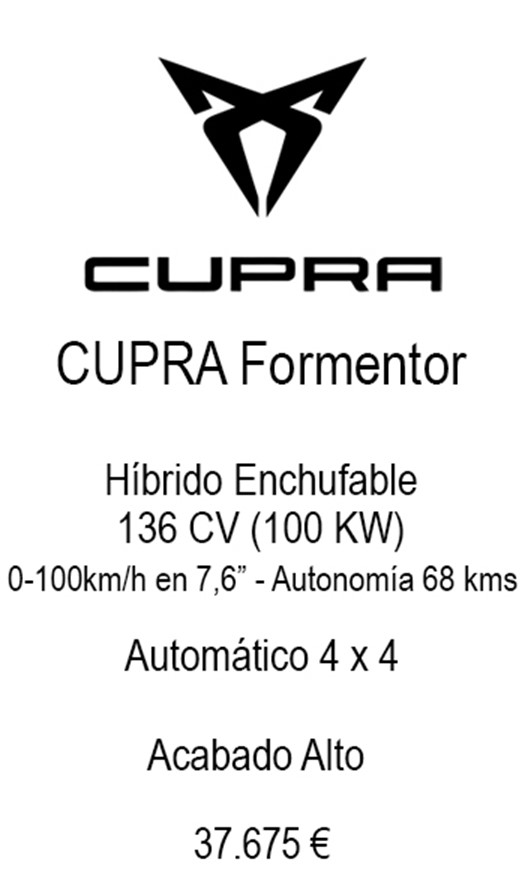 CUPRA
CUPRA Formentor
Híbrido Enchufable
136 CV (100 KW)
0-100km/h en 7,6” - Autonomía 68 kms
Automático 4 x 4
Acabado Alto
37.675 €